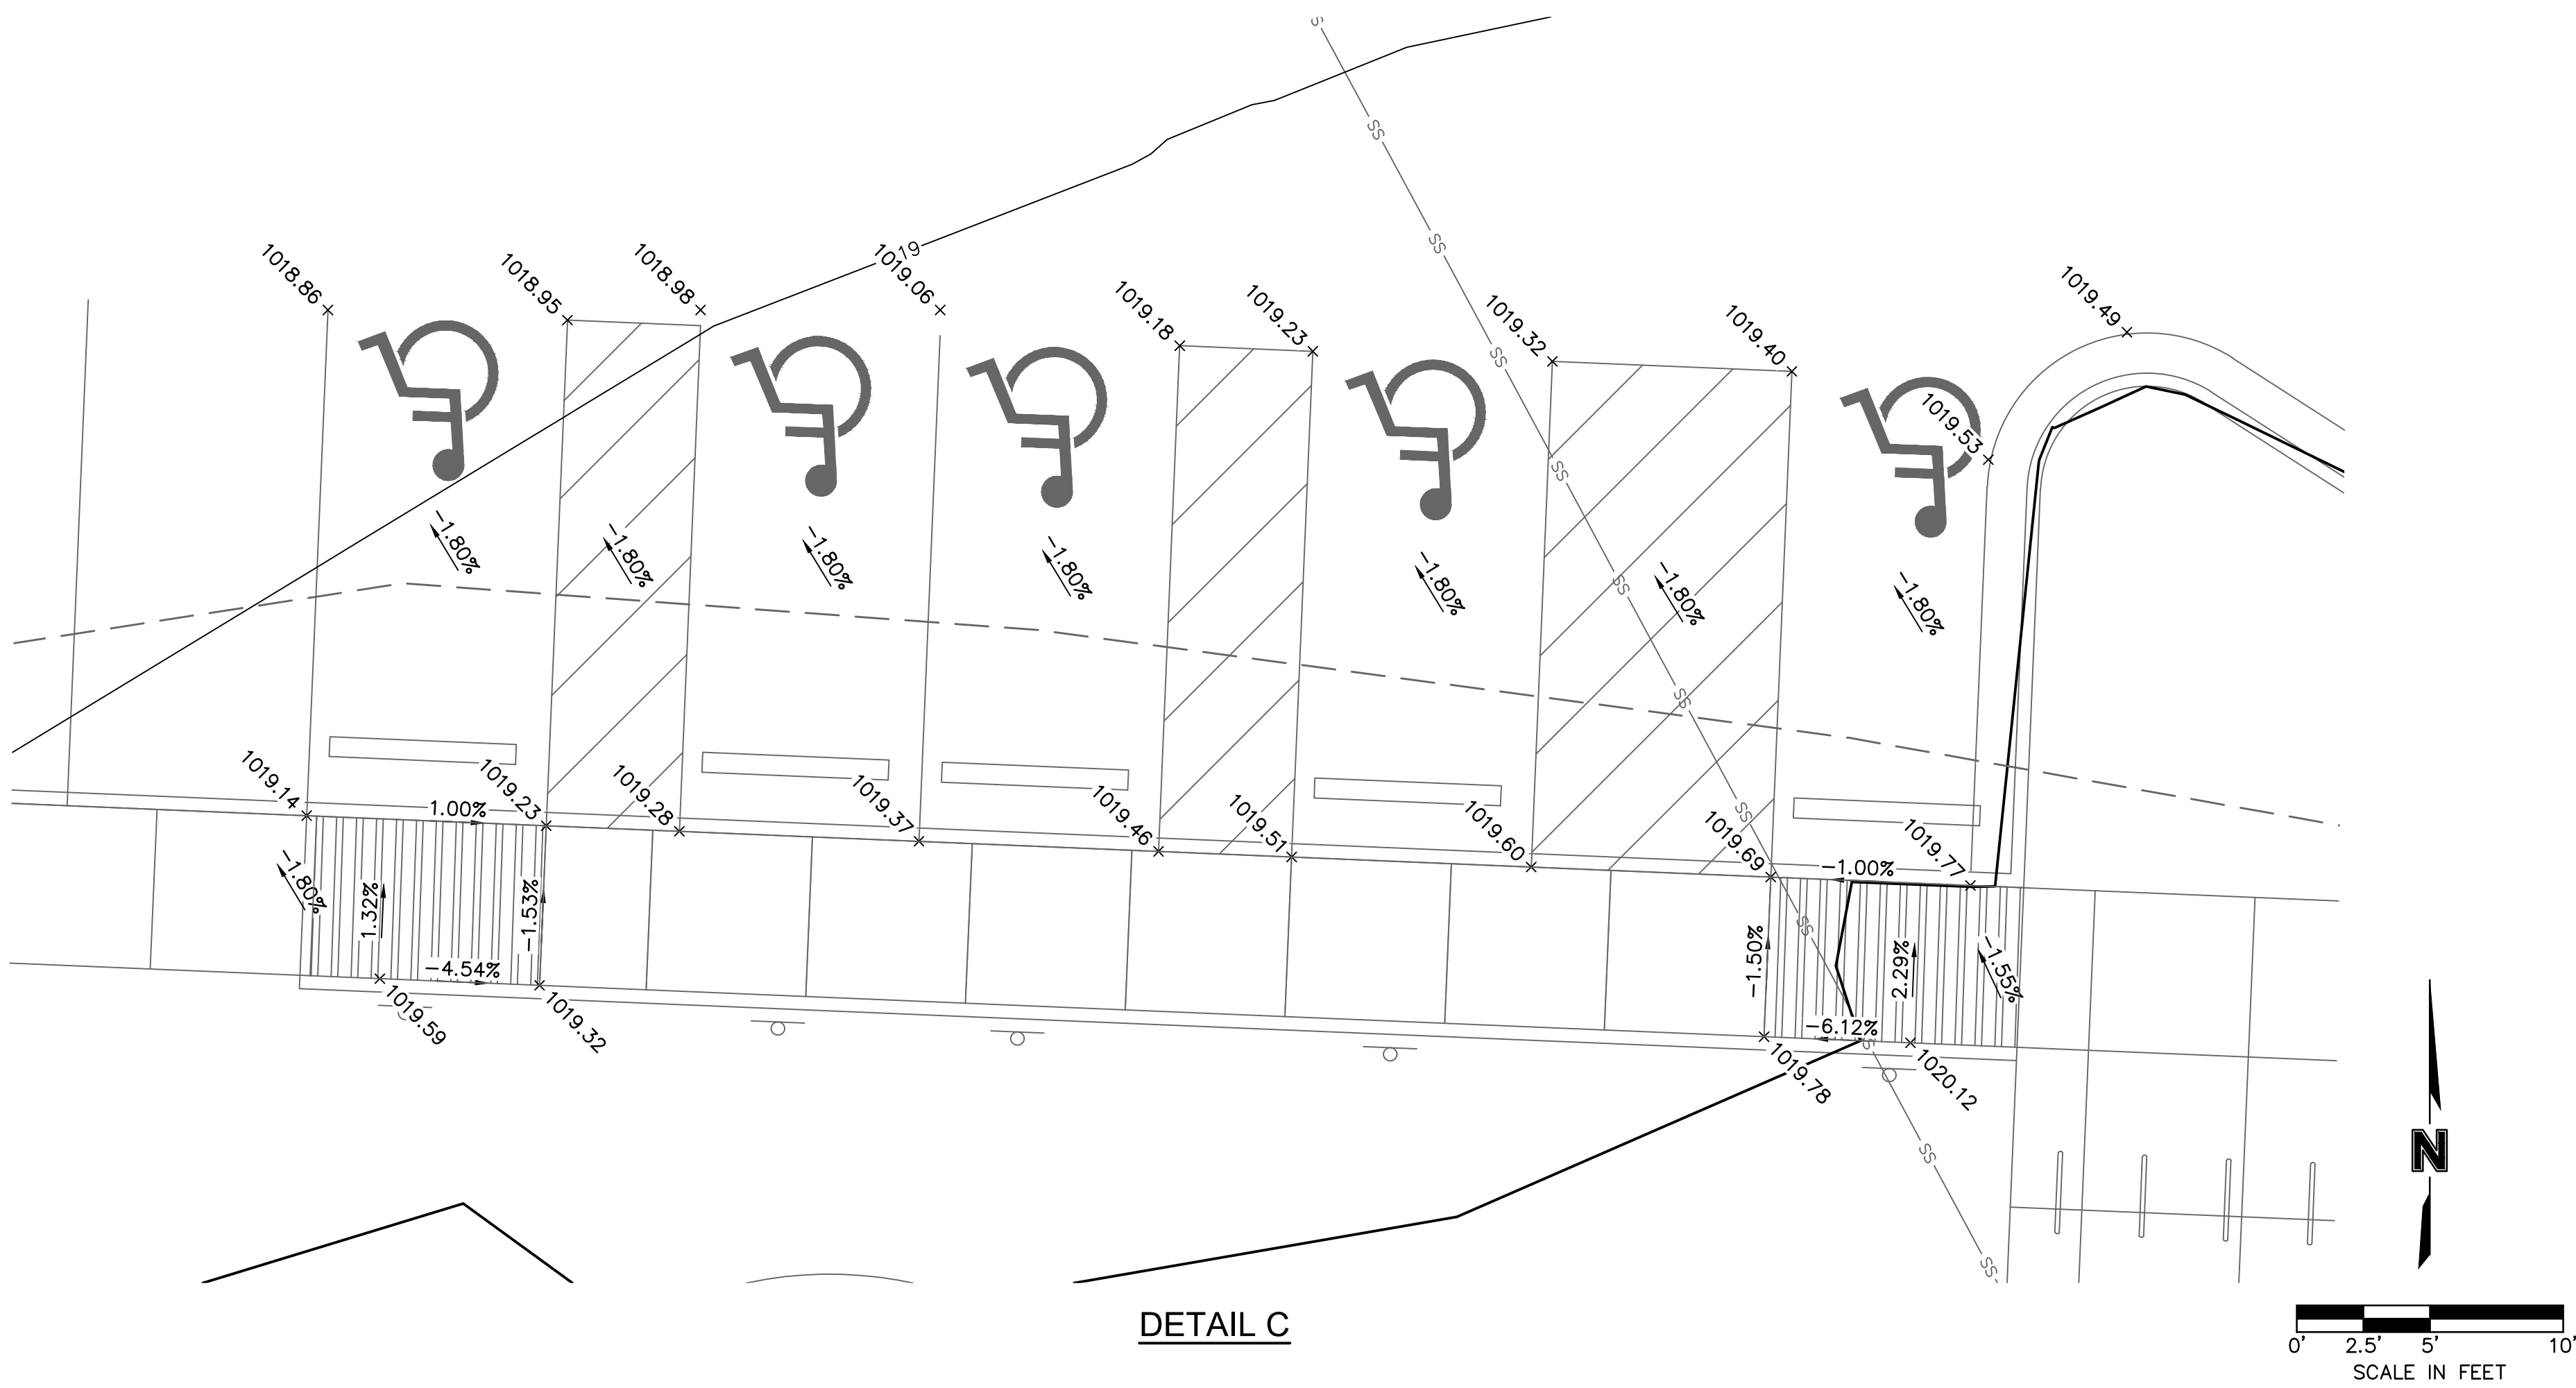 S
SS
SS
19
1018.86
1018.95
1018.98
1019.06
1019.18
1019.23
1019.32
1019.40
1019.49
SS
SS
1019.53
-1.80%
-1.80%
-1.80%
-1.80%
-1.80%
-1.80%
-1.80%
SS
SS
1019.14
1019.23
1019.28
1019.37
1019.46
1019.51
1019.60
1019.69
1019.77
SS
1.00%
-1.00%
-1.80%
1.32%
-1.53%
-4.54%
-1.50%
SS
2.29%
-1.55%
-6.12%
SS
1019.59
1019.32
1019.78
1020.12
SS
SS
N
DETAIL C
0' 2.5' 5' 10'
SCALE IN FEET